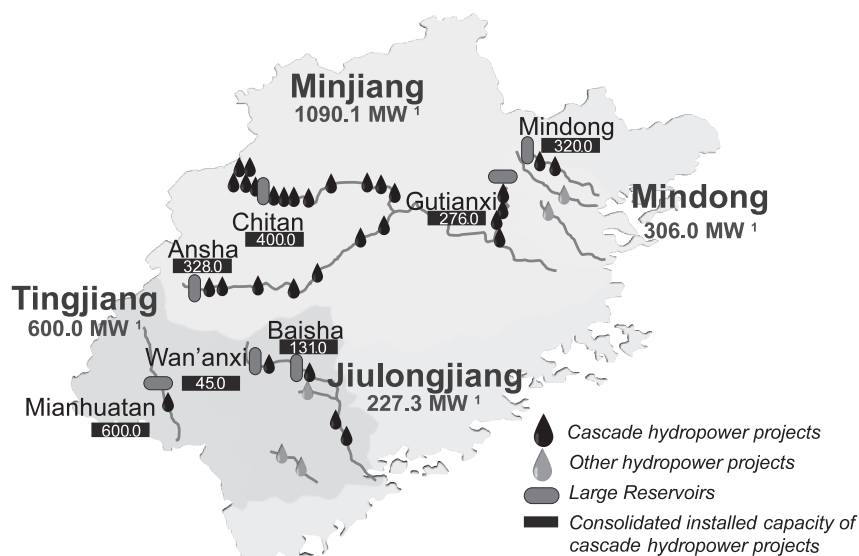 Minjiang
1090.1 MW ¹
Mindong
320.0
Gutianxi
276.0
Mindong
306.0 MW ¹
Chitan
400.0
Ansha
328.0
Tingjiang
600.0 MW ¹
Baisha
131.0
Wan'anxi
45.0
Jiulongjiang
227.3 MW ¹
Mianhuatan
600.0
Cascade hydropower projects
Other hydropower projects
Large Reservoirs
Consolidated installed capacity of
cascade hydropower projects